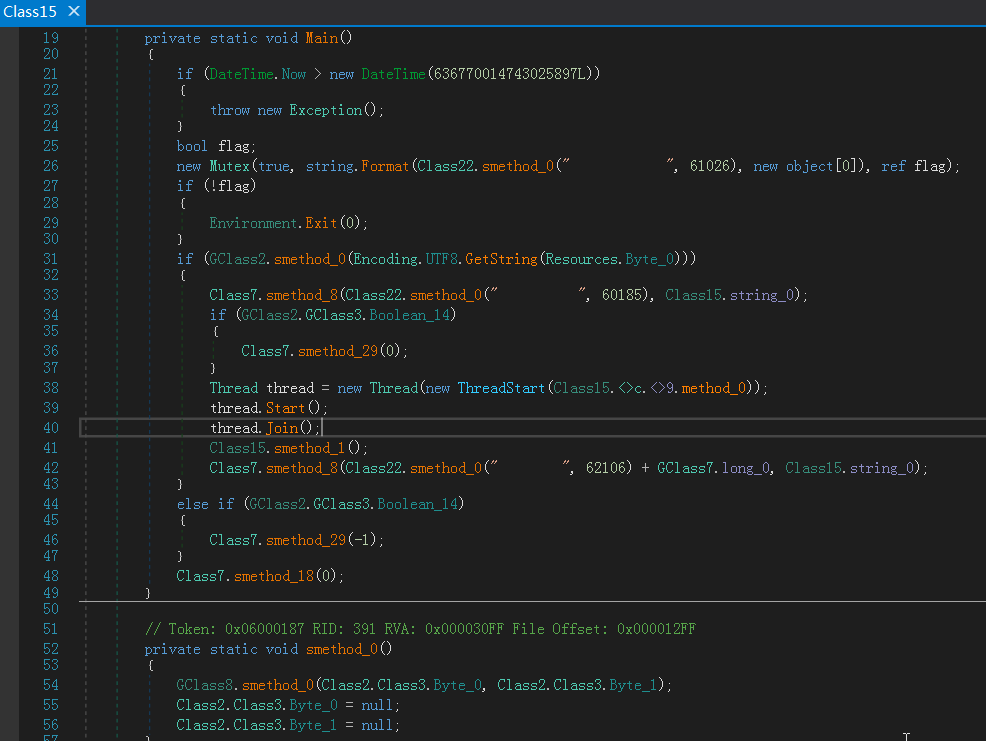 Class15 ✕
19 private static void Main()
20 {
21 if (DateTime.Now > new DateTime(636770014743025897L))
22 {
23 throw new Exception();
24 }
25 bool flag;
26 new Mutex(true, string.Format(Class22.smethod_0("            ", 61026), new object[0]), ref flag);
27 if (!flag)
28 {
29 Environment.Exit(0);
30 }
31 if (GClass2.smethod_0(Encoding.UTF8.GetString(Resources.Byte_0)))
32 {
33 Class7.smethod_8(Class22.smethod_0("          ", 60185), Class15.string_0);
34 if (GClass2.GClass3.Boolean_14)
35 {
36 Class7.smethod_29(0);
37 }
38 Thread thread = new Thread(new ThreadStart(Class15.<>c.<>9.method_0));
39 thread.Start();
40 thread.Join();
41 Class15.smethod_1();
42 Class7.smethod_8(Class22.smethod_0("        ", 62106) + GClass7.long_0, Class15.string_0);
43 }
44 else if (GClass2.GClass3.Boolean_14)
45 {
46 Class7.smethod_29(-1);
47 }
48 Class7.smethod_18(0);
49 }
50
51 // Token: 0x06000187 RID: 391 RVA: 0x000030FF File Offset: 0x000012FF
52 private static void smethod_0()
53 {
54 GClass8.smethod_0(Class2.Class3.Byte_0, Class2.Class3.Byte_1);
55 Class2.Class3.Byte_0 = null;
56 Class2.Class3.Byte_1 = null;
57 }